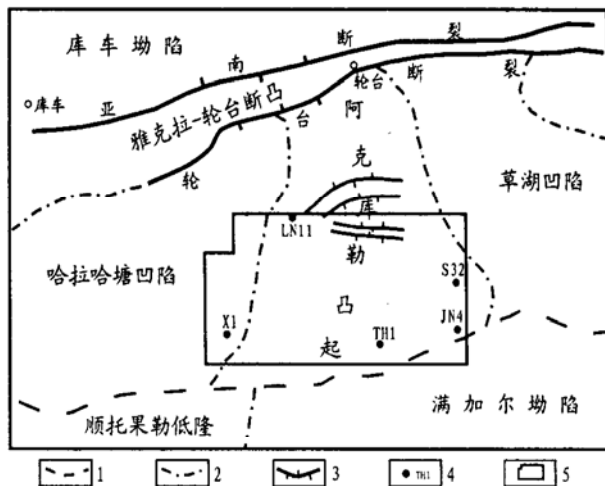 库车坳陷
亚南断裂
库车
轮台
雅克拉-轮台断凸
轮台断裂
阿克库勒凸起
草湖凹陷
哈拉哈塘凹陷
LN11
S32
X1
TH1
JN4
顺托果勒低隆
满加尔坳陷
1
2
3
TH1 4
5